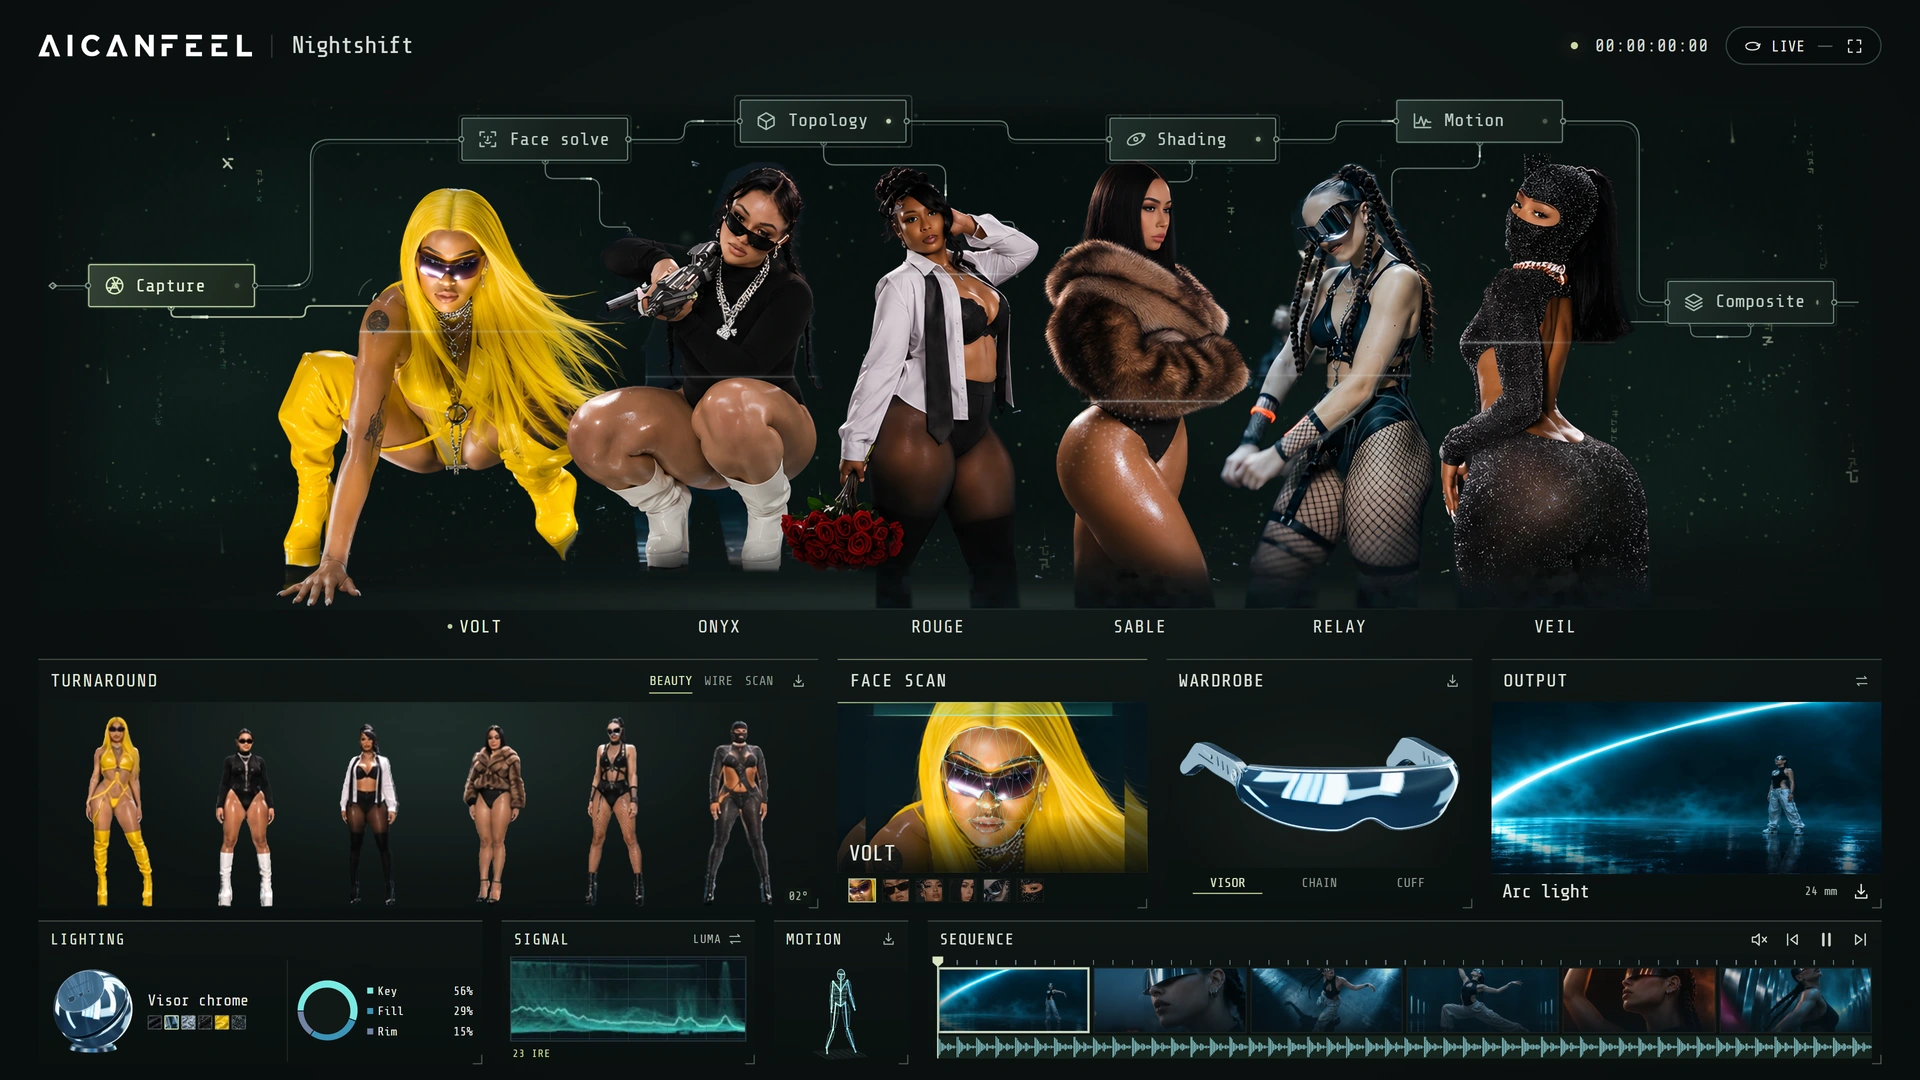 AICANFEEL
Nightshift
00:00:00:00
LIVE
Capture
Face solve
Topology
Shading
Motion
Composite
VOLT
ONYX
ROUGE
SABLE
RELAY
VEIL
TURNAROUND
BEAUTY WIRE SCAN
02°
FACE SCAN
VOLT
WARDROBE
VISOR CHAIN CUFF
OUTPUT
Arc light
24 mm
LIGHTING
Visor chrome
Key 56%
Fill 29%
Rim 15%
SIGNAL
LUMA
23 IRE
MOTION
SEQUENCE